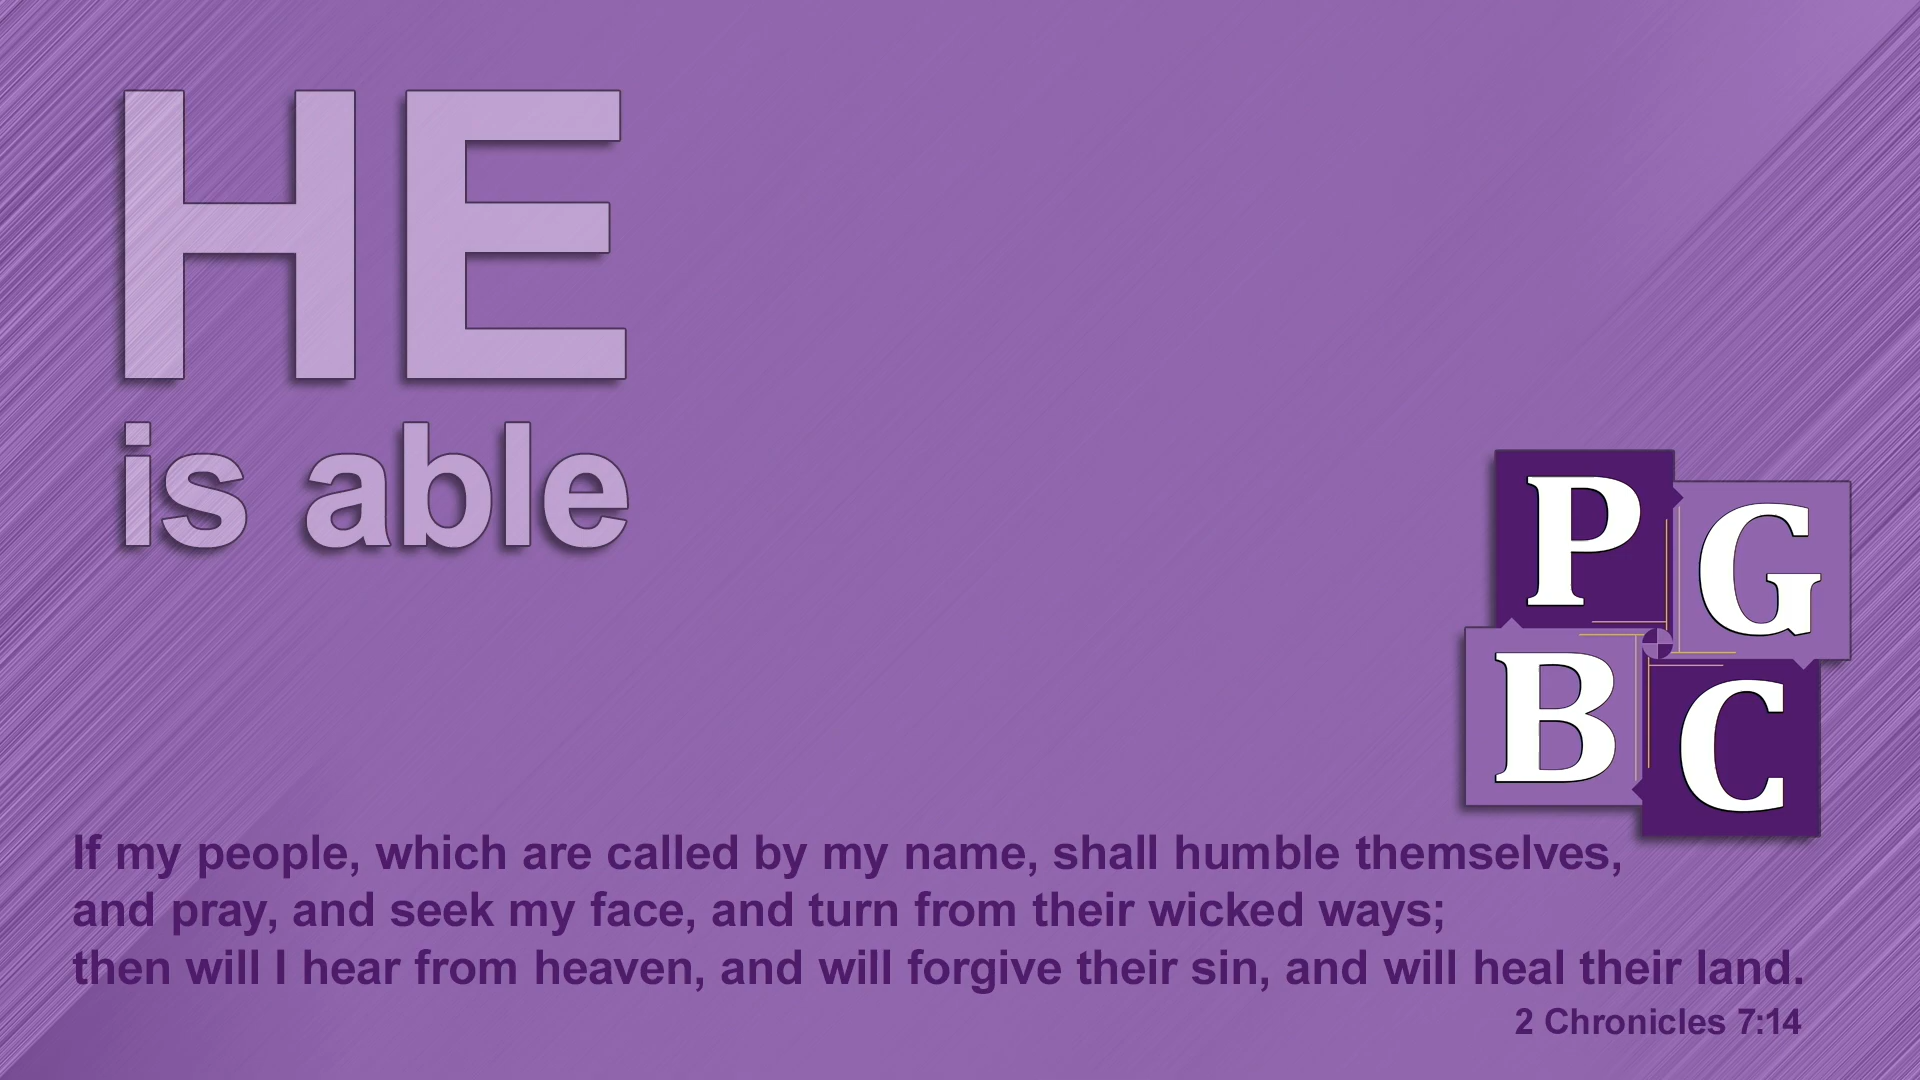 HE
is able
P G
B C
If my people, which are called by my name, shall humble themselves,
and pray, and seek my face, and turn from their wicked ways;
then will I hear from heaven, and will forgive their sin, and will heal their land.
2 Chronicles 7:14